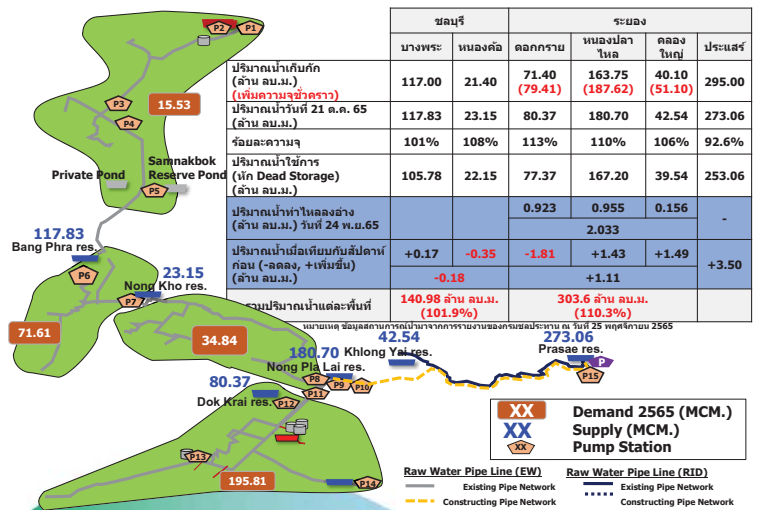 ชลบุรี
ระยอง
บางพระ
หนองค้อ
ดอกกราย
หนองปลาไหล
คลองใหญ่
ประแสร์
ปริมาณน้ำเก็บกัก
(ล้าน ลบ.ม.)
(เพิ่มความจุชั่วคราว)
117.00
21.40
71.40
(79.41)
163.75
(187.62)
40.10
(51.10)
295.00
ปริมาณน้ำวันที่ 21 ต.ค. 65
(ล้าน ลบ.ม.)
117.83
23.15
80.37
180.70
42.54
273.06
ร้อยละความจุ
101%
108%
113%
110%
106%
92.6%
ปริมาณน้ำใช้การ
(หัก Dead Storage)
(ล้าน ลบ.ม.)
105.78
22.15
77.37
167.20
39.54
253.06
ปริมาณน้ำท่าไหลลงอ่าง
(ล้าน ลบ.ม.) วันที่ 24 พ.ย.65
0.923
0.955
0.156
-
2.033
ปริมาณน้ำเมื่อเทียบกับสัปดาห์
ก่อน (-ลดลง, +เพิ่มขึ้น)
(ล้าน ลบ.ม.)
+0.17
-0.35
-1.81
+1.43
+1.49
+3.50
-0.18
+1.11
รวมปริมาณน้ำแต่ละพื้นที่
140.98 ล้าน ลบ.ม.
(101.9%)
303.6 ล้าน ลบ.ม.
(110.3%)
หมายเหตุ ข้อมูลสถานการณ์น้ำมาจากการรายงานของกรมชลประทาน ณ วันที่ 25 พฤศจิกายน 2565
P2
P1
P3
15.53
P4
Private Pond
Samnakbok
Reserve Pond
P5
117.83
Bang Phra res.
P6
23.15
Nong Kho res.
P7
71.61
34.84
180.70
Nong Pla Lai res.
42.54
Khlong Yai res.
273.06
Prasae res.
P
P15
P8
P9
P10
P11
80.37
Dok Krai res.
P12
P13
195.81
P14
XX
Demand 2565 (MCM.)
XX
Supply (MCM.)
XX
Pump Station
Raw Water Pipe Line (EW)
Existing Pipe Network
Constructing Pipe Network
Raw Water Pipe Line (RID)
Existing Pipe Network
Constructing Pipe Network